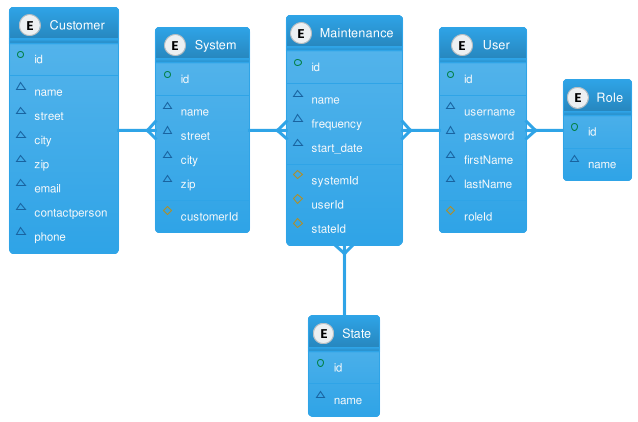 E Customer
id
name
street
city
zip
email
contactperson
phone
E System
id
name
street
city
zip
customerId
E Maintenance
id
name
frequency
start_date
systemId
userId
stateId
E User
id
username
password
firstName
lastName
roleId
E Role
id
name
E State
id
name